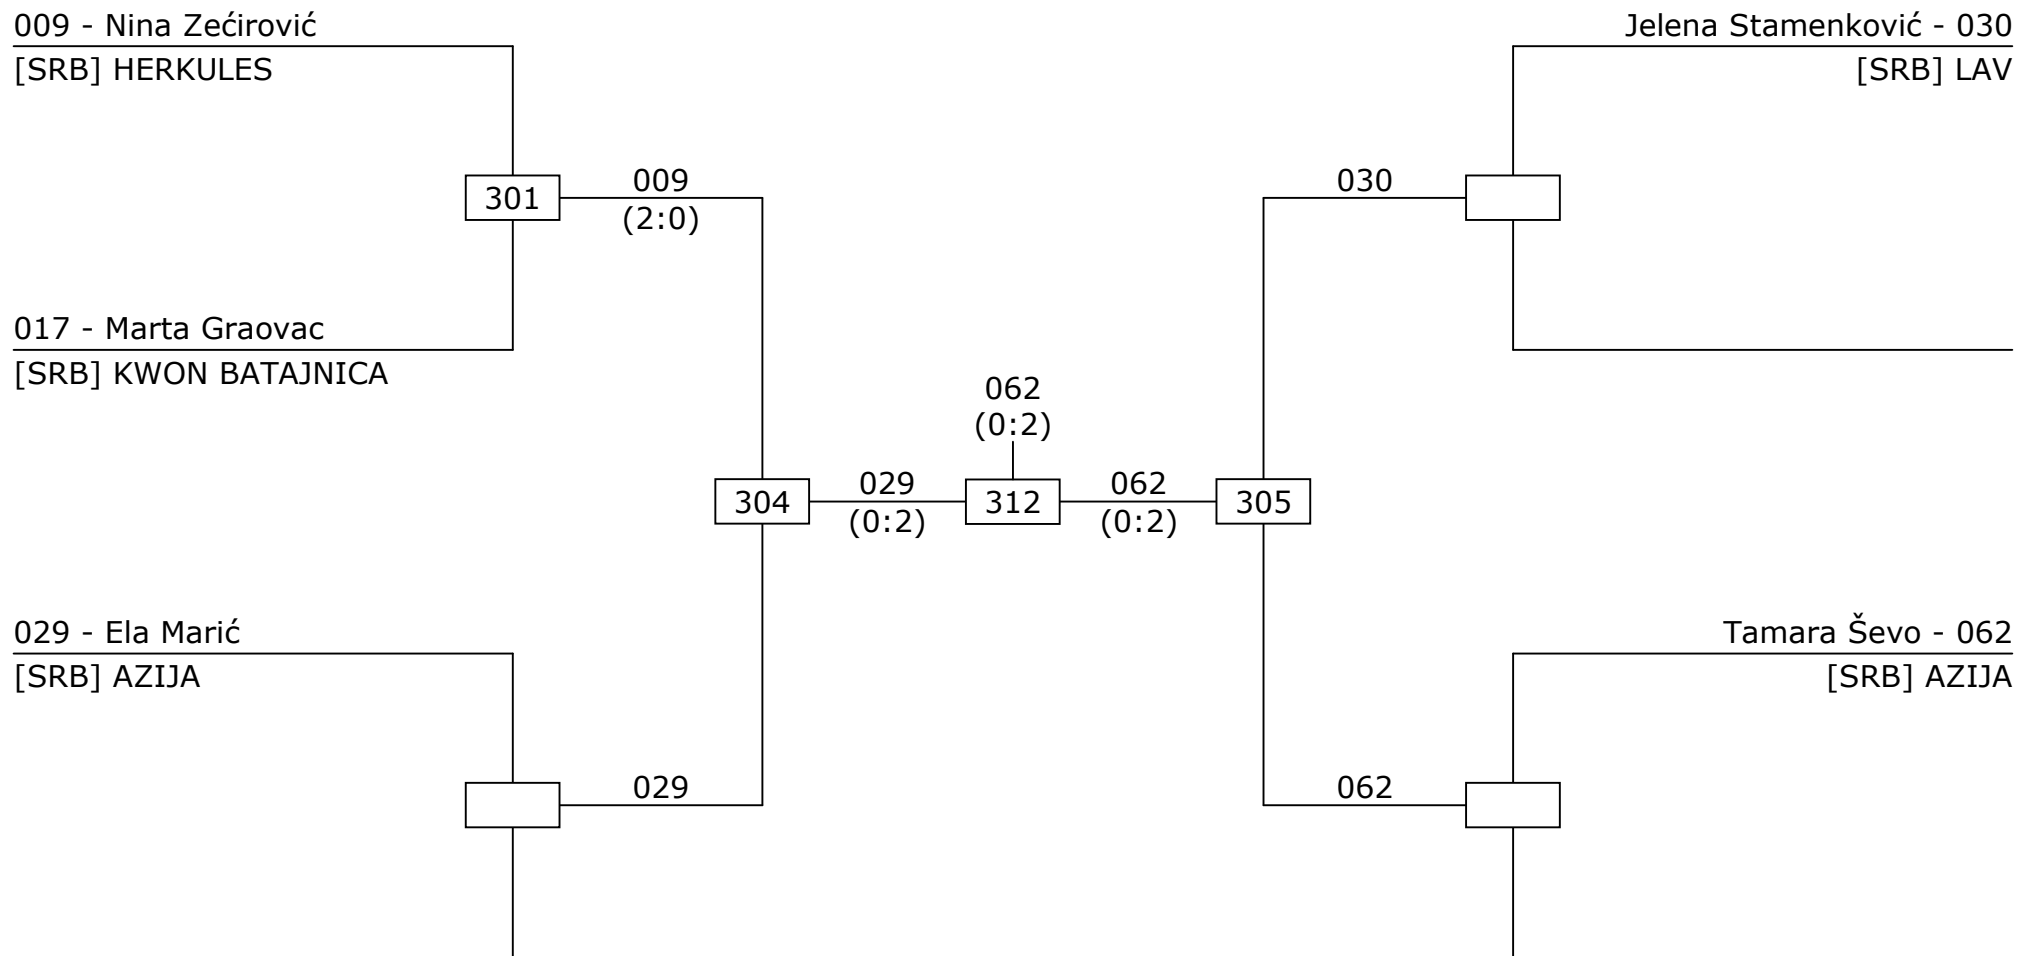 009 - Nina Zećirović
[SRB] HERKULES
Jelena Stamenković - 030
[SRB] LAV
301
009
(2:0)
030
017 - Marta Graovac
[SRB] KWON BATAJNICA
062
(0:2)
304
029
(0:2)
312
062
(0:2)
305
029 - Ela Marić
[SRB] AZIJA
Tamara Ševo - 062
[SRB] AZIJA
029
062